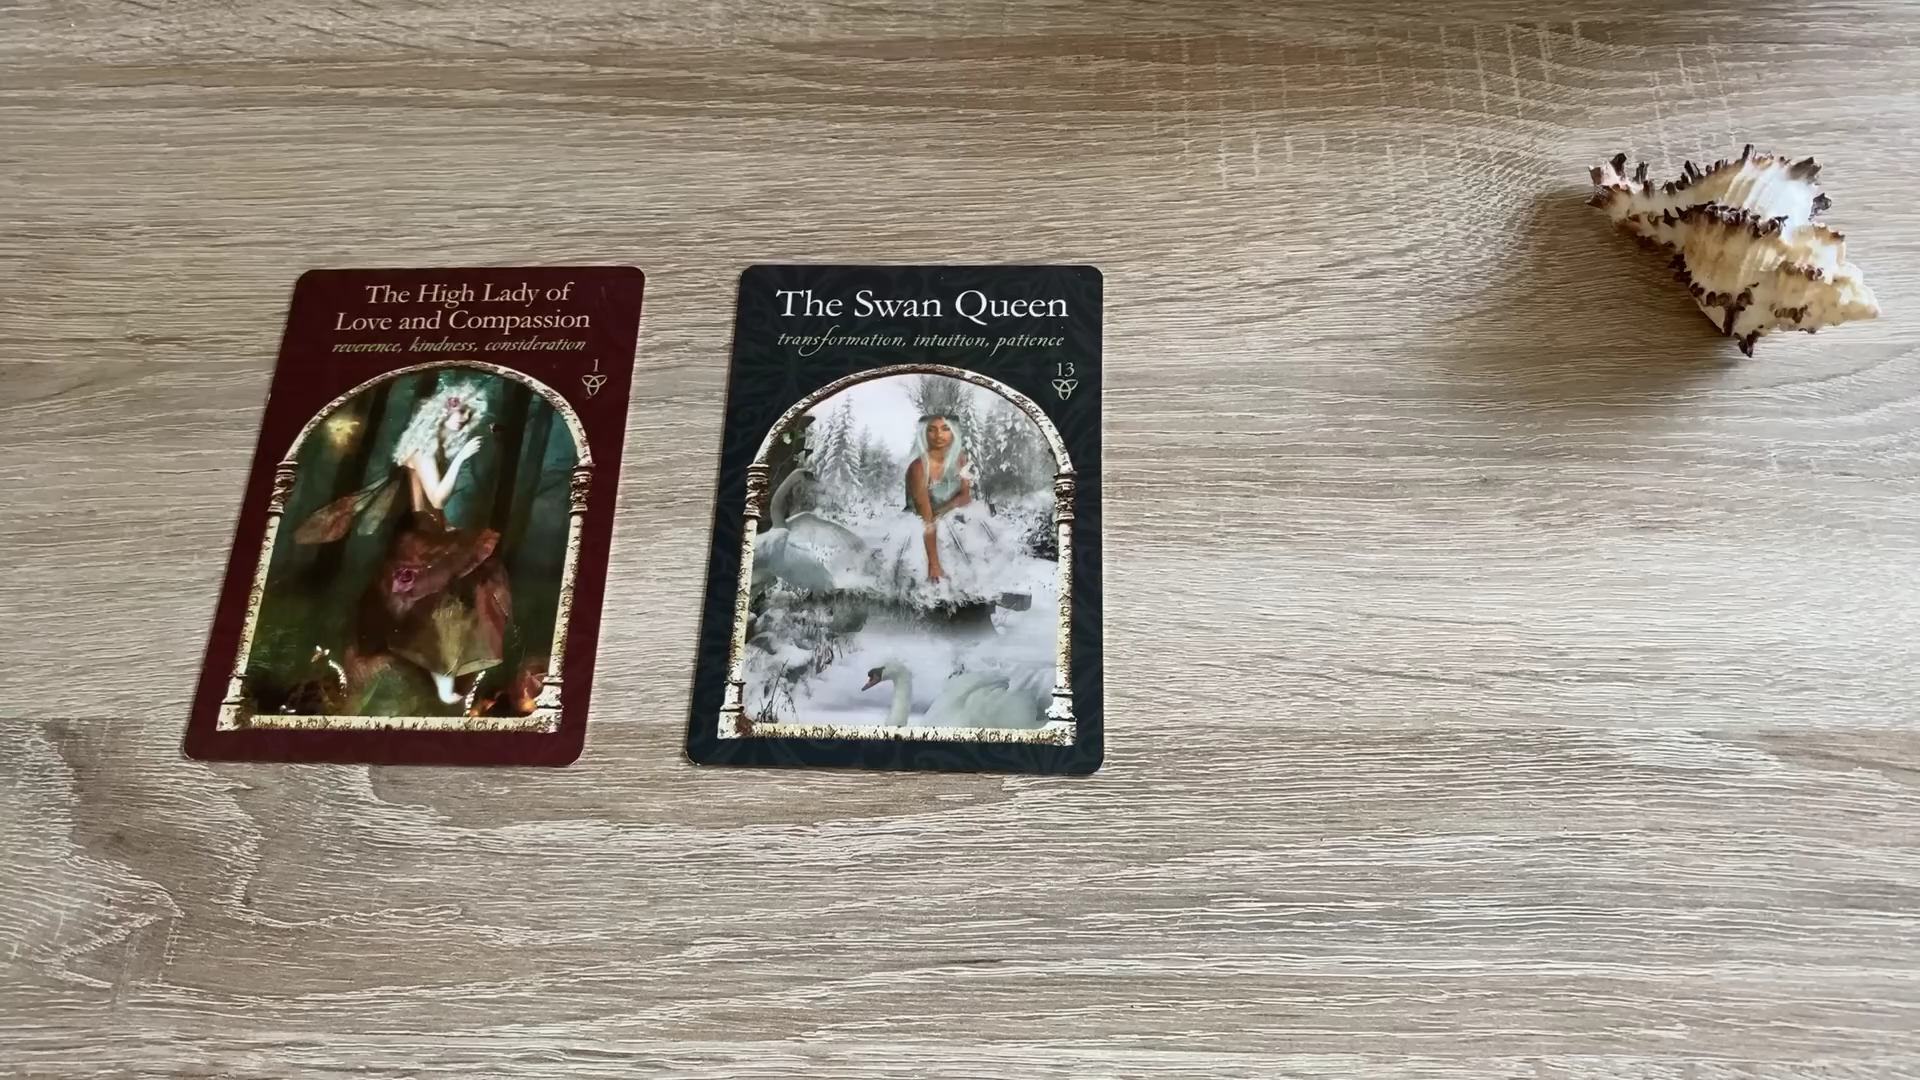 The High Lady of
Love and Compassion
reverence, kindness, consideration
1
The Swan Queen
transformation, intuition, patience
13